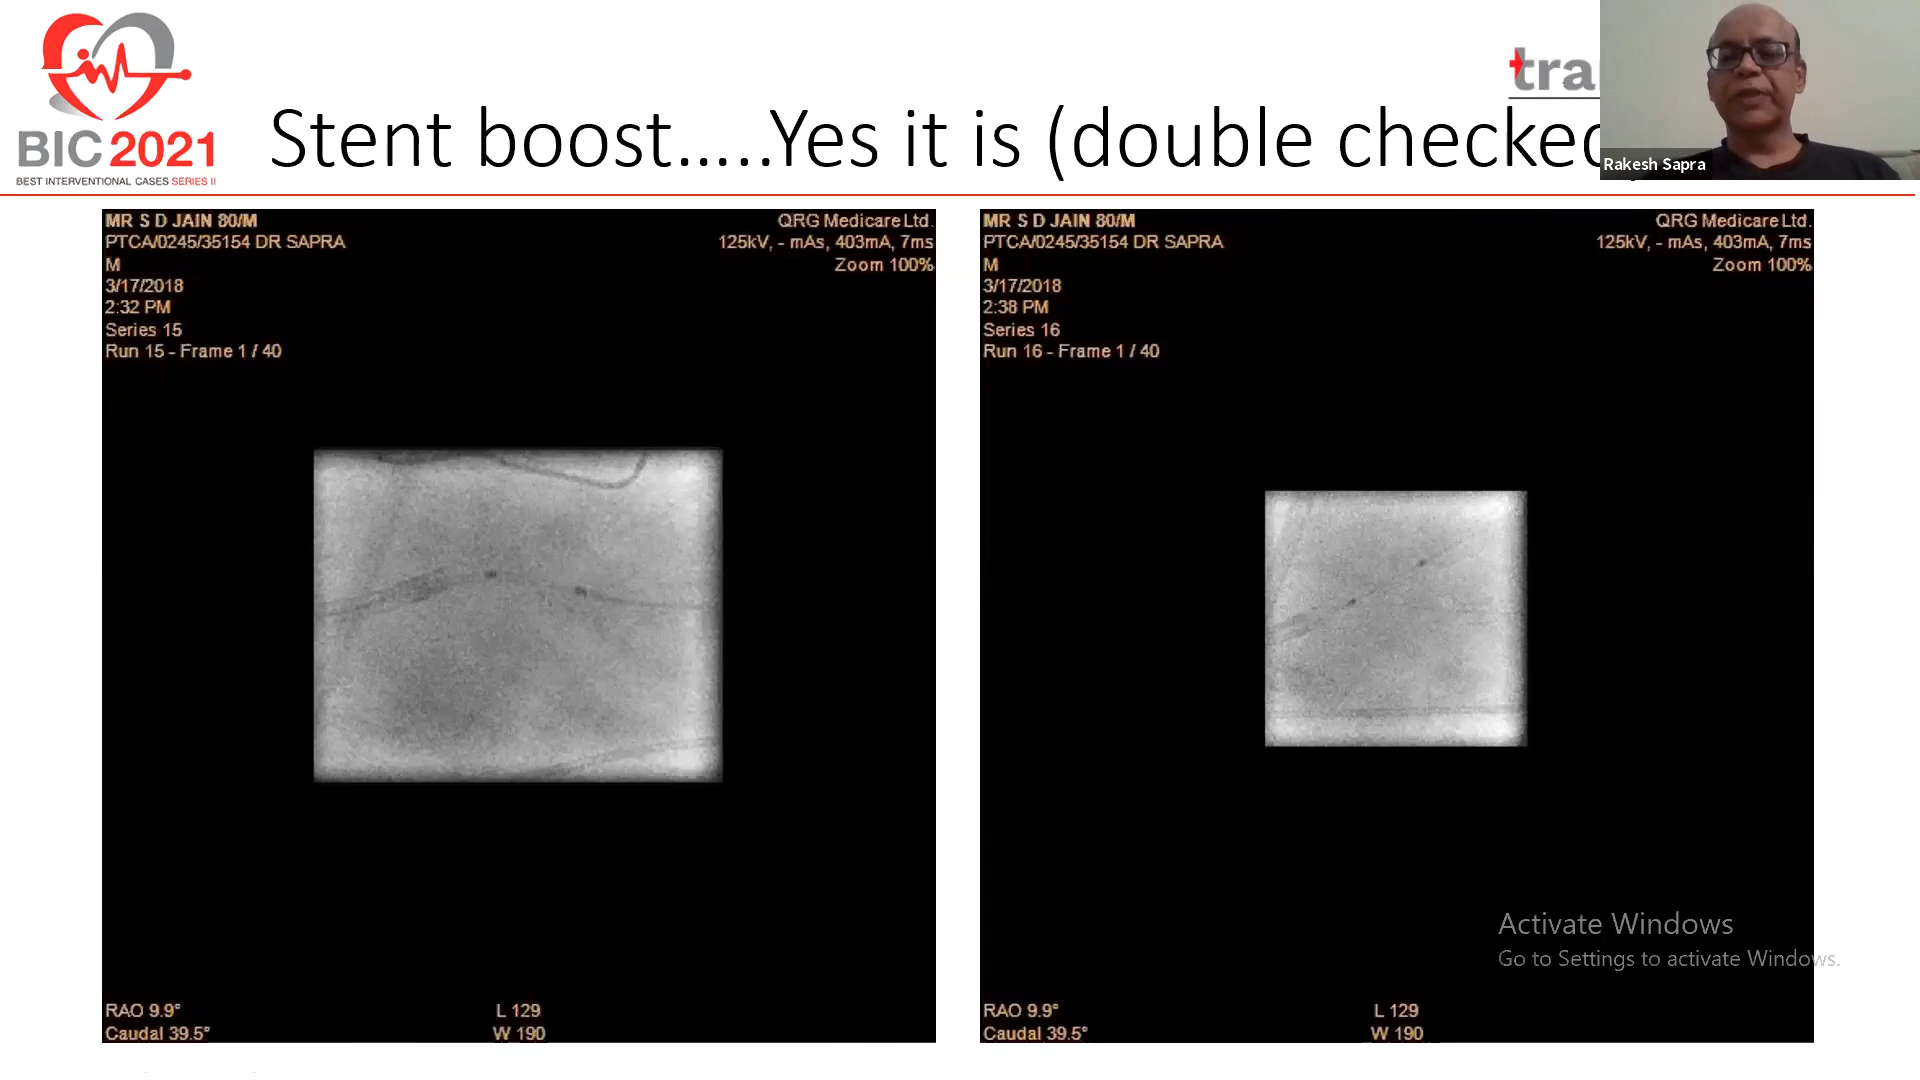 BIC 2021
BEST INTERVENTIONAL CASES SERIES II
Stent boost.....Yes it is (double checked
tra
Rakesh Sapra
MR S D JAIN 80/M
PTCA/0245/35154 DR SAPRA
M
3/17/2018
2:32 PM
Series 15
Run 15 - Frame 1 / 40
QRG Medicare Ltd.
125kV, - mAs, 403mA, 7ms
Zoom 100%
RAO 9.9°
Caudal 39.5°
L 129
W 190
MR S D JAIN 80/M
PTCA/0245/35154 DR SAPRA
M
3/17/2018
2:38 PM
Series 16
Run 16 - Frame 1 / 40
QRG Medicare Ltd.
125kV, - mAs, 403mA, 7ms
Zoom 100%
RAO 9.9°
Caudal 39.5°
L 129
W 190
Activate Windows
Go to Settings to activate Windows.